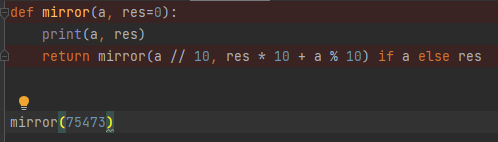 def mirror(a, res=0):
    print(a, res)
    return mirror(a // 10, res * 10 + a % 10) if a else res
mirror(75473)